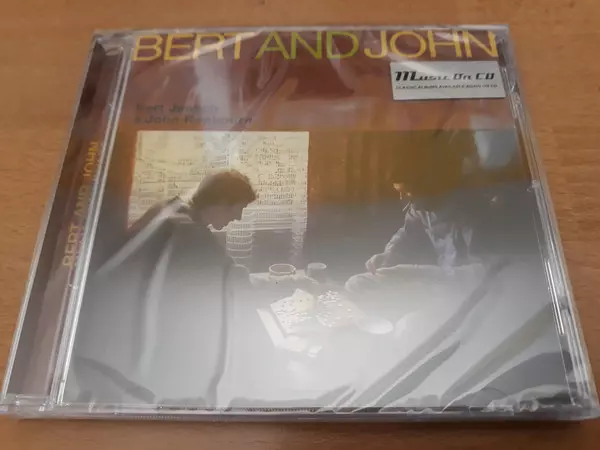 BERT AND JOHN
Music On CD
Bert Jansch
& John Renbourn
BERT AND JOHN